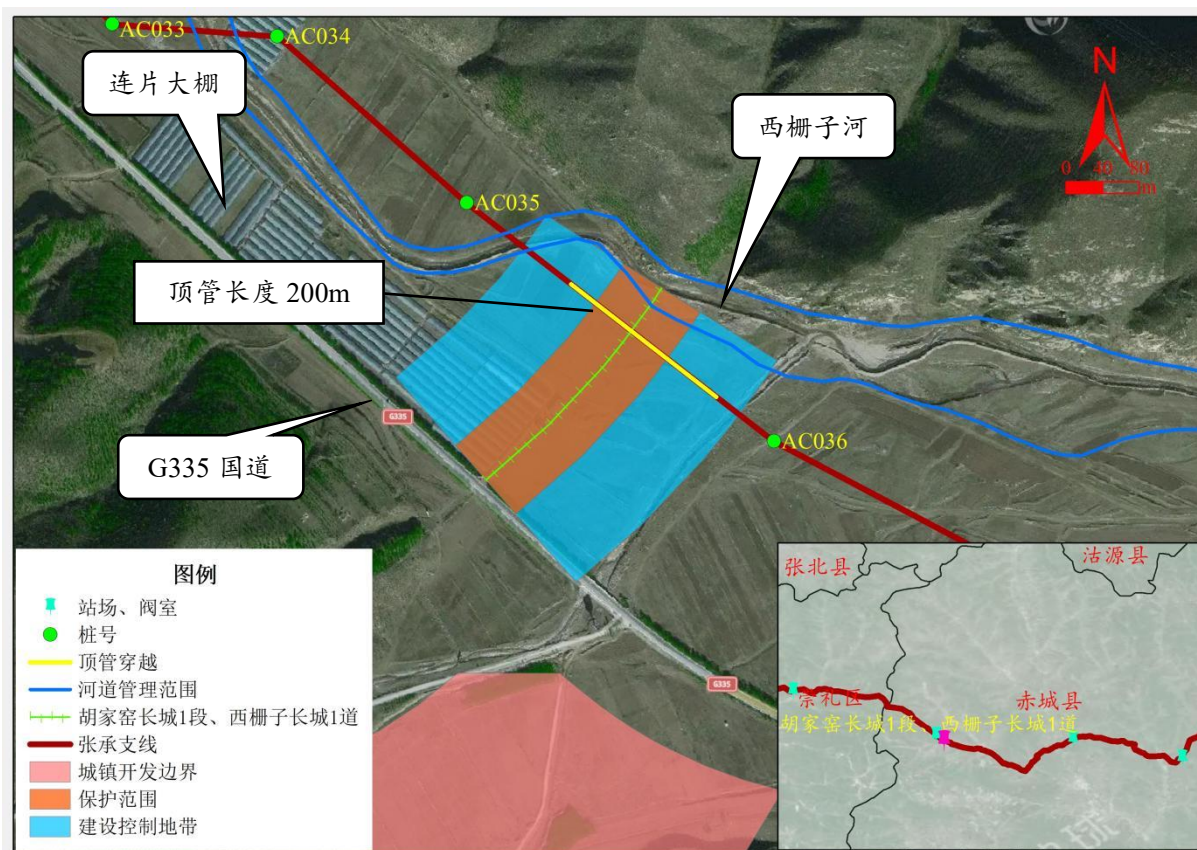 AC033
AC034
连片大棚
西栅子河
N
0 40 80
m
AC035
顶管长度 200m
G335
G335 国道
AC036
G335
图例
站场、阀室
桩号
顶管穿越
河道管理范围
胡家窑长城1段、西栅子长城1道
张承支线
城镇开发边界
保护范围
建设控制地带
张北县
沽源县
崇礼区
赤城县
胡家窑长城1段、西栅子长城1道